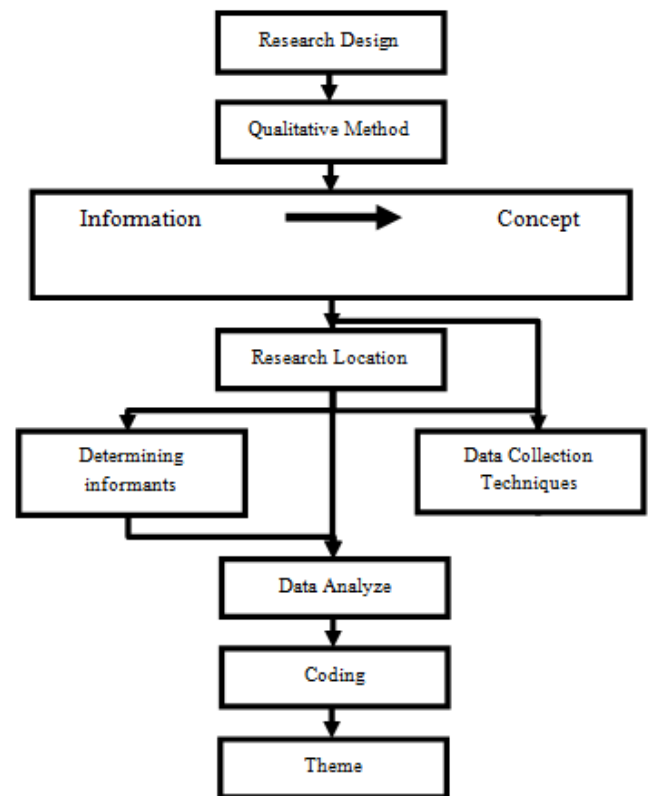 Research Design
Qualitative Method
Information
Concept
Research Location
Determining
informants
Data Collection
Techniques
Data Analyze
Coding
Theme